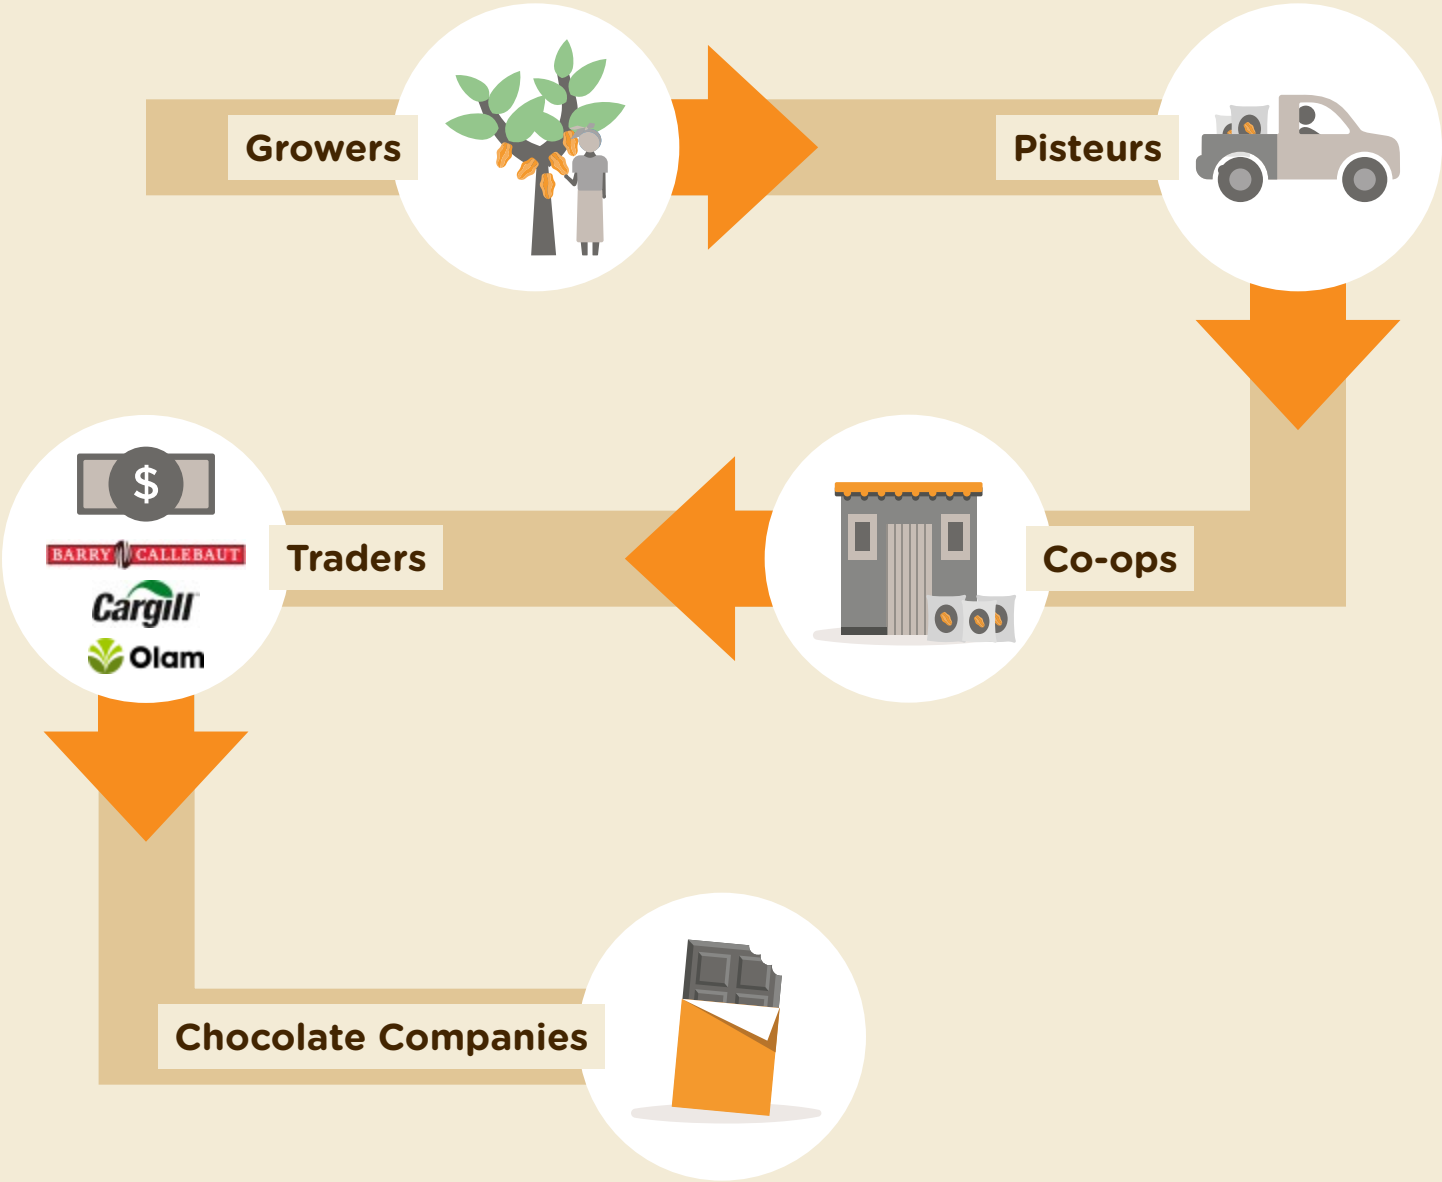 Growers
Pisteurs
$
BARRY CALLEBAUT
Cargill
Olam
Traders
Co-ops
Chocolate Companies